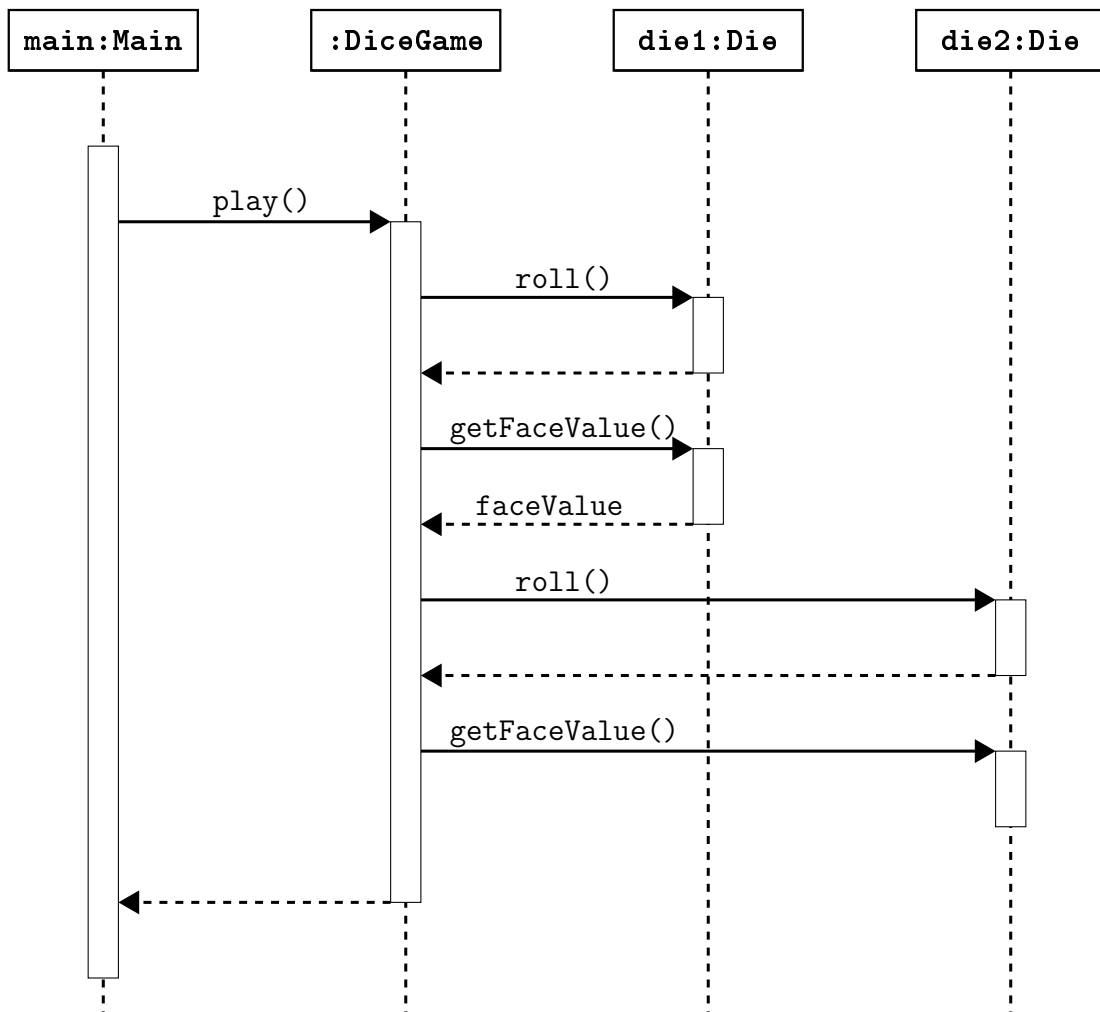 main:Main
:DiceGame
die1:Die
die2:Die
play()
roll()
getFaceValue()
faceValue
roll()
getFaceValue()